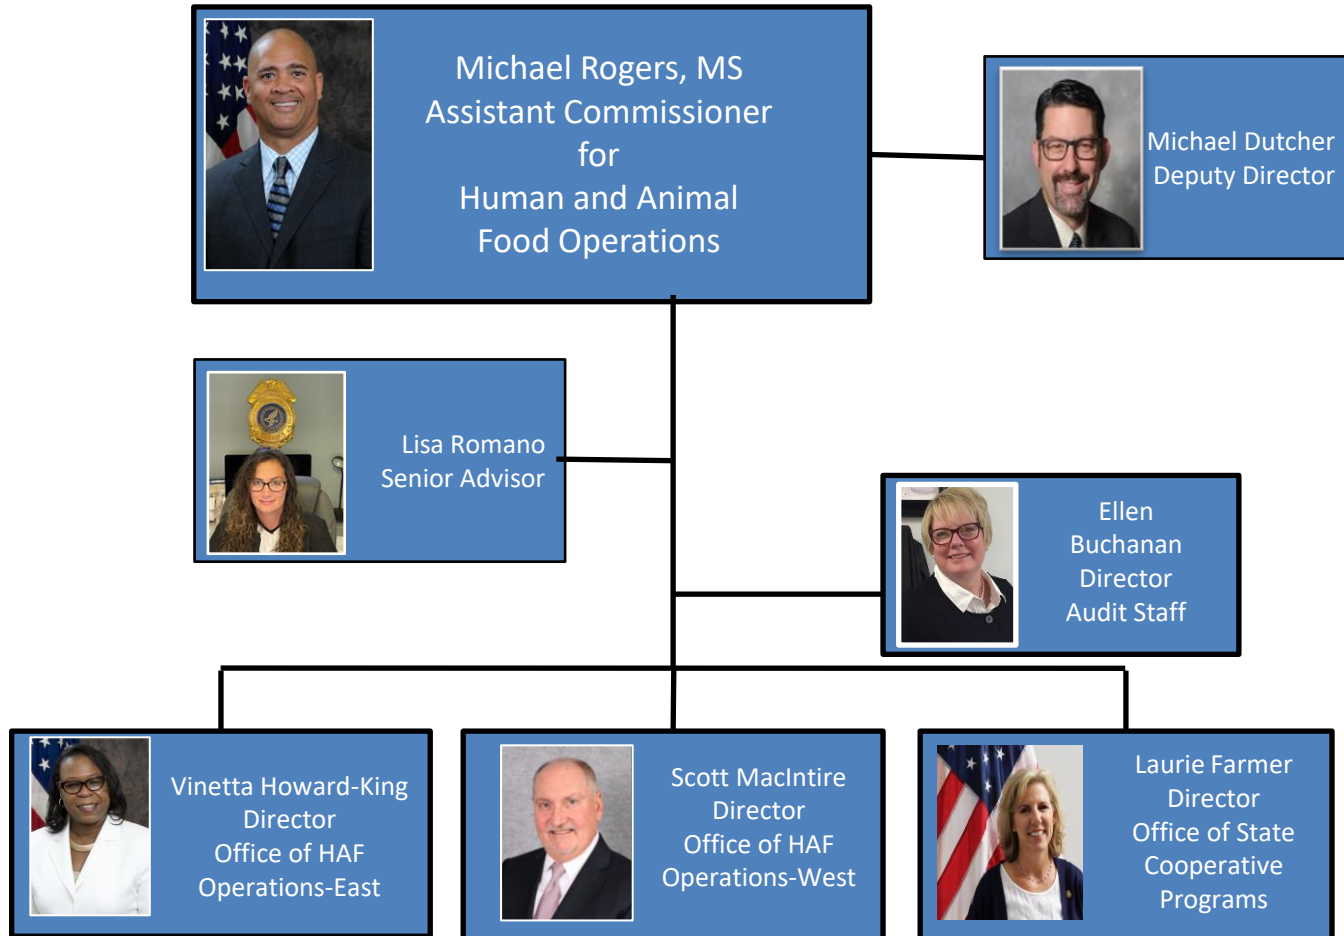 Michael Rogers, MS
Assistant Commissioner
for
Human and Animal
Food Operations
Michael Dutcher
Deputy Director
Lisa Romano
Senior Advisor
Ellen
Buchanan
Director
Audit Staff
Vinetta Howard-King
Director
Office of HAF
Operations-East
Scott MacIntire
Director
Office of HAF
Operations-West
Laurie Farmer
Director
Office of State
Cooperative
Programs